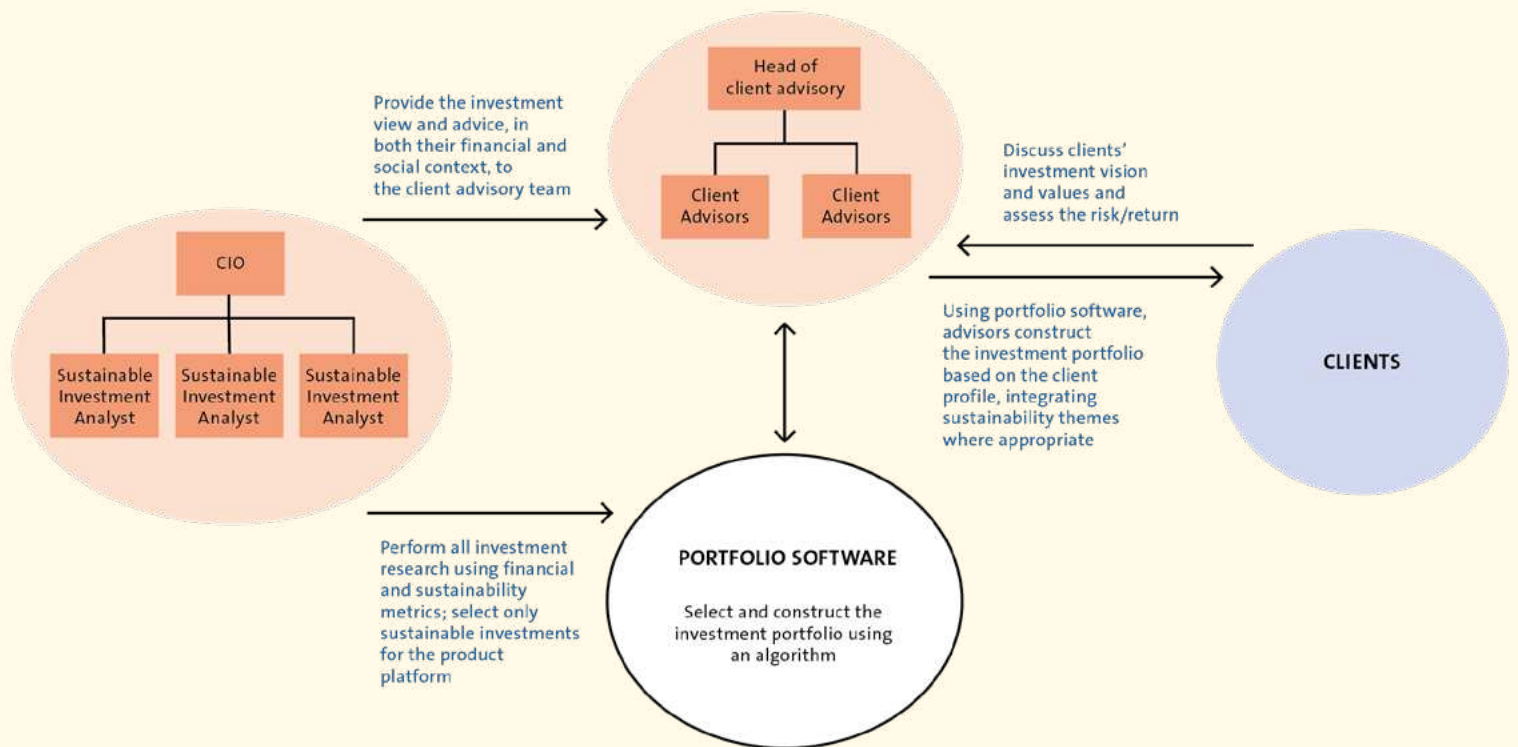 Head of
client advisory
Client
Advisors
Client
Advisors
Provide the investment
view and advice, in
both their financial and
social context, to
the client advisory team
Discuss clients’
investment vision
and values and
assess the risk/return
CIO
Sustainable
Investment
Analyst
Sustainable
Investment
Analyst
Sustainable
Investment
Analyst
Using portfolio software,
advisors construct
the investment portfolio
based on the client
profile, integrating
sustainability themes
where appropriate
CLIENTS
Perform all investment
research using financial
and sustainability
metrics; select only
sustainable investments
for the product
platform
PORTFOLIO SOFTWARE
Select and construct the
investment portfolio using
an algorithm